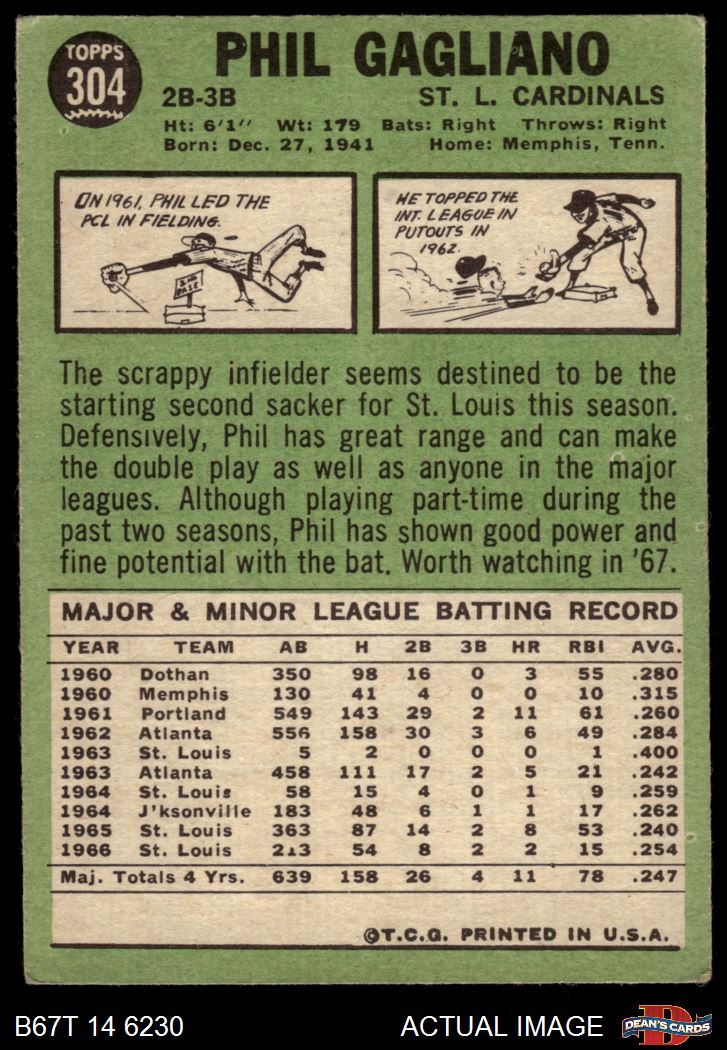 TOPPS
304
PHIL GAGLIANO
2B-3B ST. L. CARDINALS
Ht: 6'1" Wt: 179 Bats: Right Throws: Right
Born: Dec. 27, 1941 Home: Memphis, Tenn.
ON 1961, PHIL LED THE
PCL IN FIELDING.
2ND
BASE
HE TOPPED THE
INT. LEAGUE IN
PUTOUTS IN
1962.
The scrappy infielder seems destined to be the
starting second sacker for St. Louis this season.
Defensively, Phil has great range and can make
the double play as well as anyone in the major
leagues. Although playing part-time during the
past two seasons, Phil has shown good power and
fine potential with the bat. Worth watching in '67.
MAJOR & MINOR LEAGUE BATTING RECORD
YEAR TEAM AB H 2B 3B HR RBI AVG.
1960 Dothan 350 98 16 0 3 55 .280
1960 Memphis 130 41 4 0 0 10 .315
1961 Portland 549 143 29 2 11 61 .260
1962 Atlanta 556 158 30 3 6 49 .284
1963 St. Louis 5 2 0 0 0 1 .400
1963 Atlanta 458 111 17 2 5 21 .242
1964 St. Louis 58 15 4 0 1 9 .259
1964 J'ksonville 183 48 6 1 1 17 .262
1965 St. Louis 363 87 14 2 8 53 .240
1966 St. Louis 213 54 8 2 2 15 .254
Maj. Totals 4 Yrs. 639 158 26 4 11 78 .247
©T.C.G. PRINTED IN U.S.A.
B67T 14 6230 ACTUAL IMAGE
D
DEAN'S CARDS